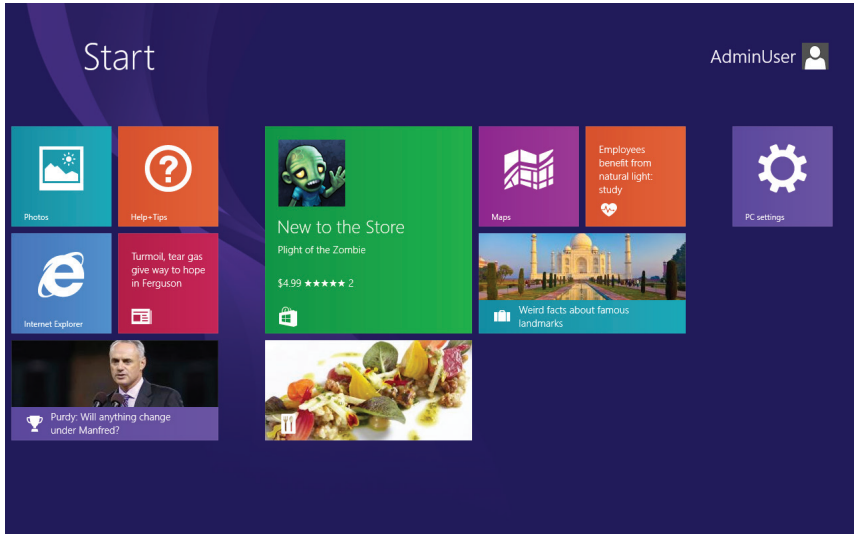 Start
AdminUser
Photos
Help+Tips
Internet Explorer
Turmoil, tear gas
give way to hope
in Ferguson
Purdy: Will anything change
under Manfred?
New to the Store
Plight of the Zombie
$4.99 ★★★★★ 2
Maps
Employees
benefit from
natural light:
study
Weird facts about famous
landmarks
PC settings